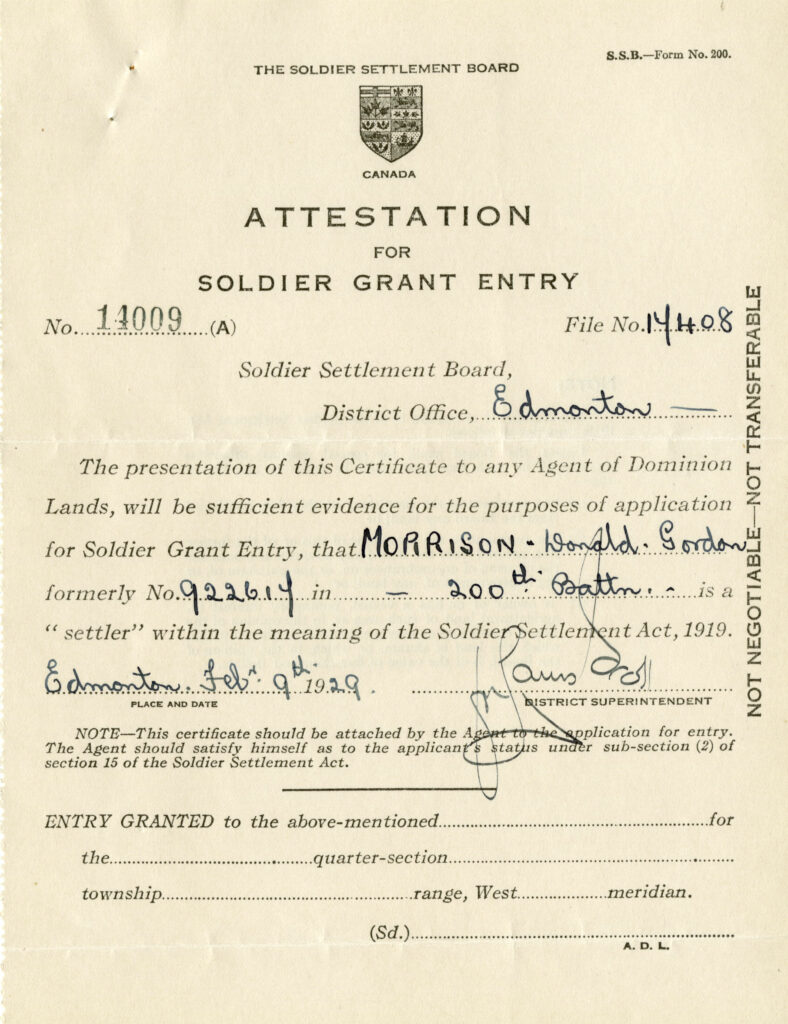 S.S.B.—Form No. 200.
THE SOLDIER SETTLEMENT BOARD
CANADA
ATTESTATION
FOR
SOLDIER GRANT ENTRY
No. 14009 (A) File No. 17408
Soldier Settlement Board,
District Office, Edmonton —
The presentation of this Certificate to any Agent of Dominion
Lands, will be sufficient evidence for the purposes of application
for Soldier Grant Entry, that MORRISON - Donald - Gordon
formerly No. 922617 in — 200th Battn. - is a
“ settler” within the meaning of the Soldier Settlement Act, 1919.
Edmonton. Feby. 9th 1929.
PLACE AND DATE DISTRICT SUPERINTENDENT
NOTE—This certificate should be attached by the Agent to the application for entry.
The Agent should satisfy himself as to the applicant's status under sub-section (2) of
section 15 of the Soldier Settlement Act.
ENTRY GRANTED to the above-mentioned for
the quarter-section
township range, West meridian.
(Sd.)
A. D. L.
NOT NEGOTIABLE—NOT TRANSFERABLE